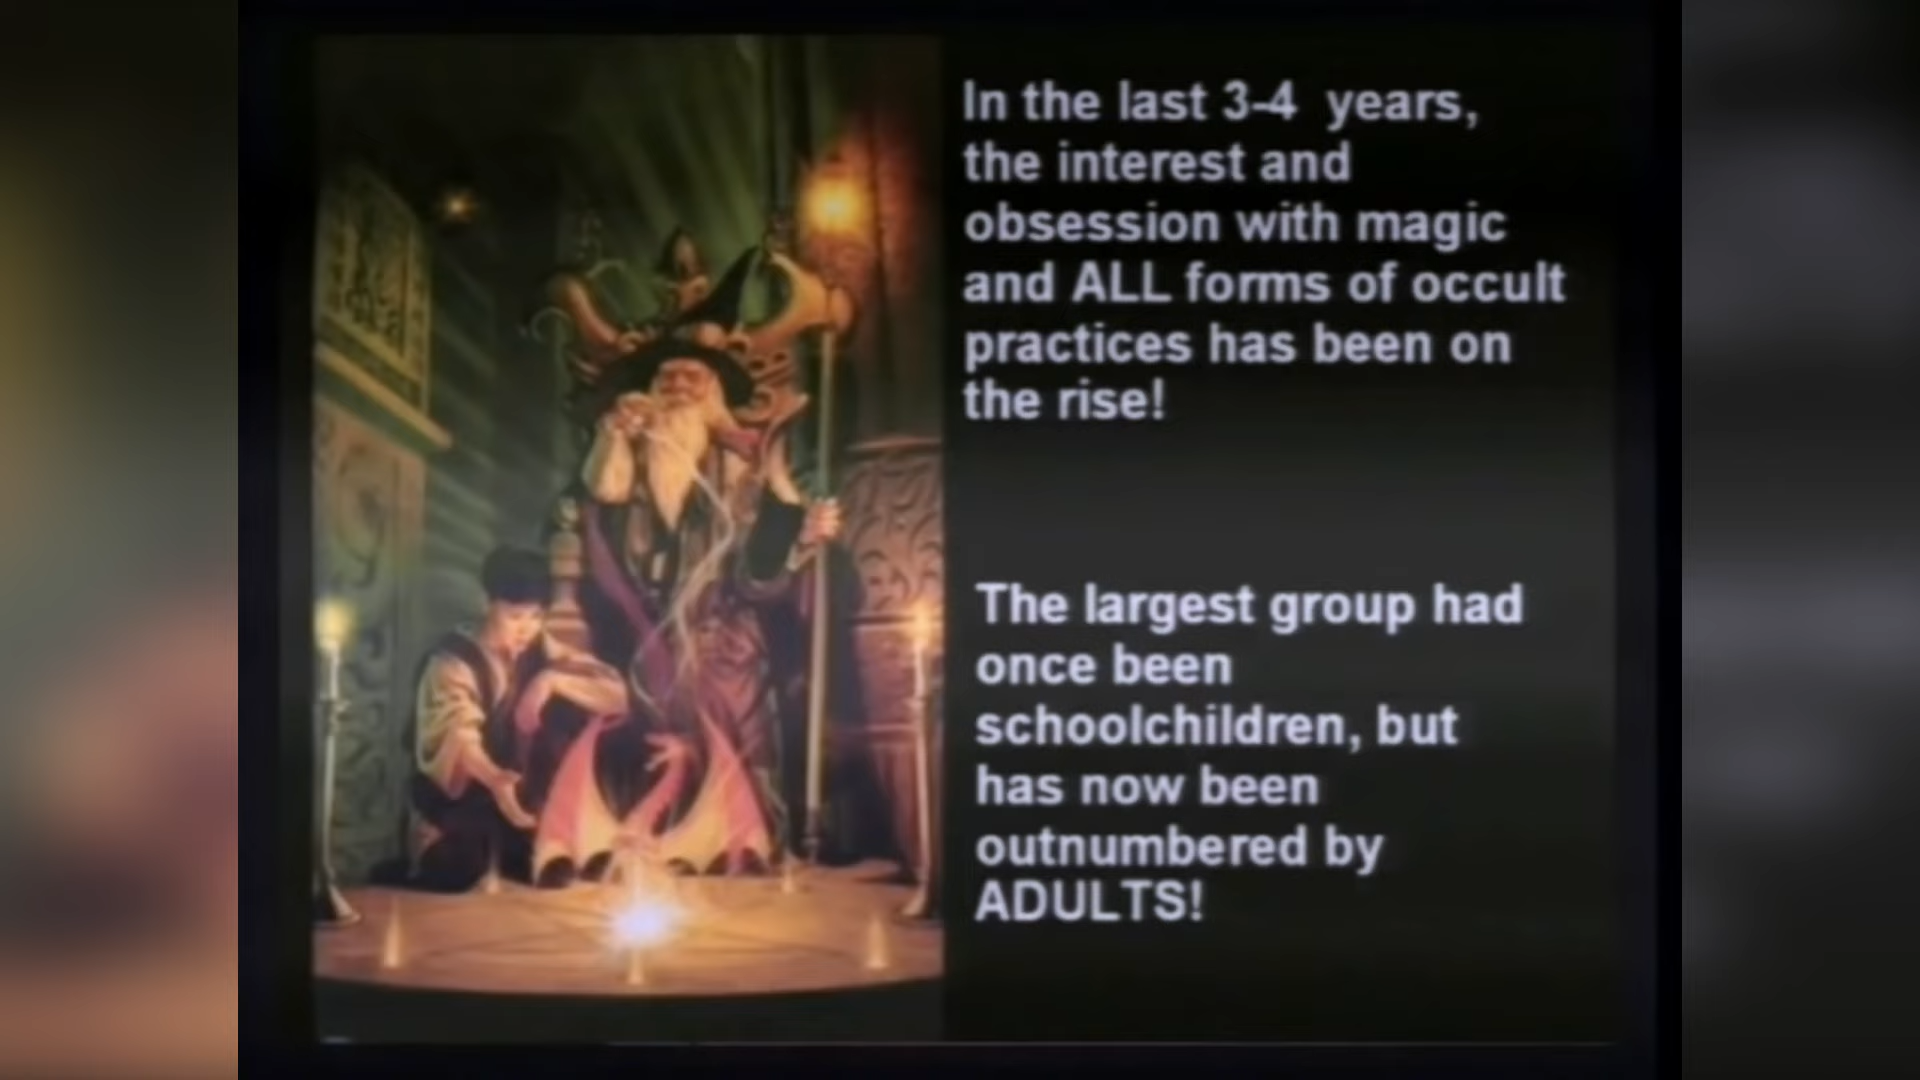 In the last 3-4 years,
the interest and
obsession with magic
and ALL forms of occult
practices has been on
the rise!
The largest group had
once been
schoolchildren, but
has now been
outnumbered by
ADULTS!